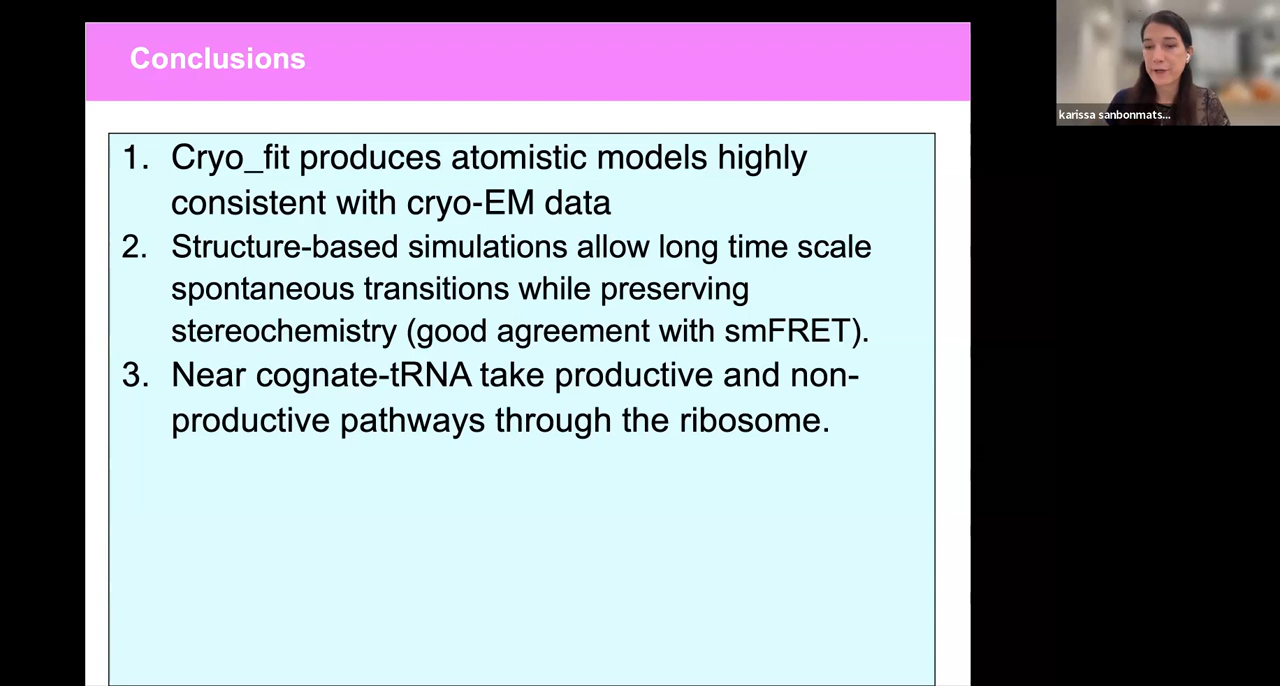 Conclusions
karissa sanbonmats...
1. Cryo_fit produces atomistic models highly
consistent with cryo-EM data
2. Structure-based simulations allow long time scale
spontaneous transitions while preserving
stereochemistry (good agreement with smFRET).
3. Near cognate-tRNA take productive and non-
productive pathways through the ribosome.